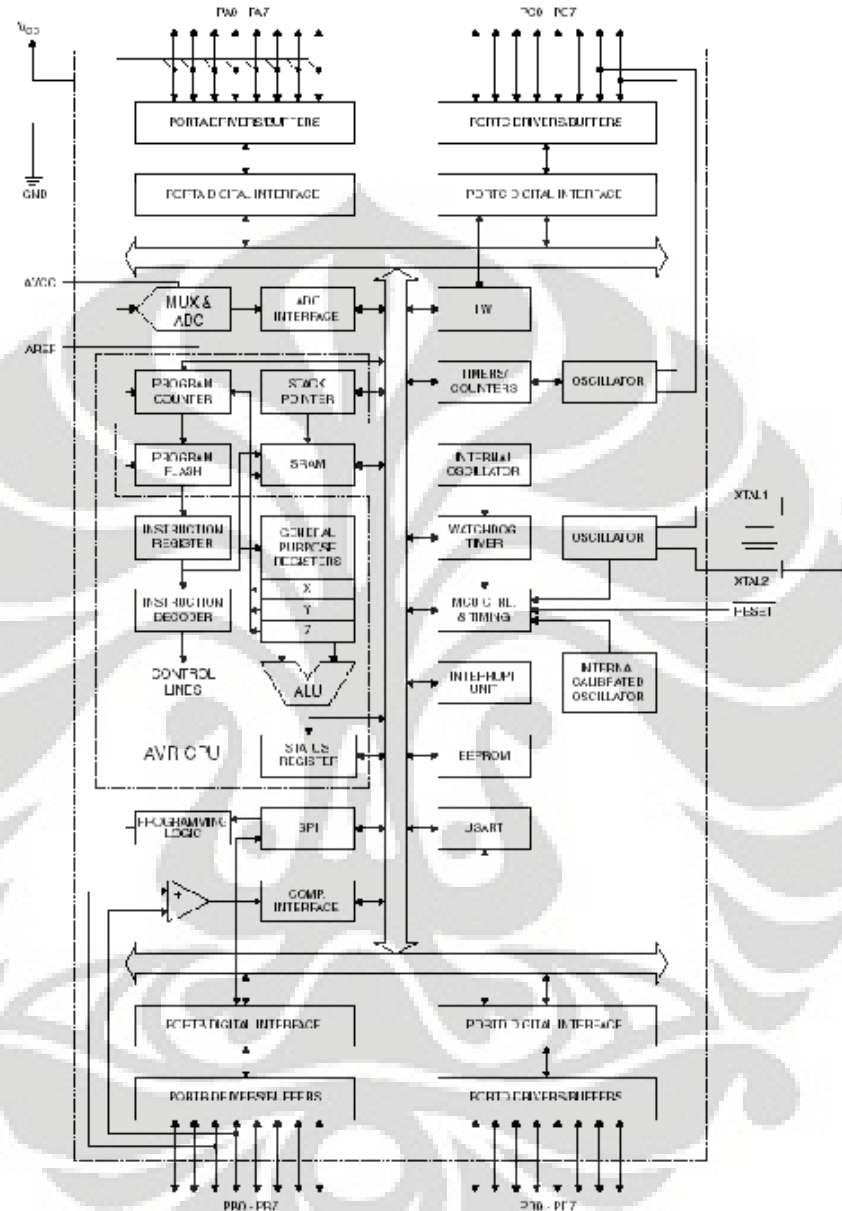 VCC
PA0 - PA7
PC0 - PC7
PORTA DRIVERS/BUFFERS
PORTC DRIVERS/BUFFERS
GND
PORTA DIGITAL INTERFACE
PORTC DIGITAL INTERFACE
AVCC
MUX &
ADC
ADC
INTERFACE
TWI
AREF
PROGRAM
COUNTER
STACK
POINTER
TIMERS/
COUNTERS
OSCILLATOR
PROGRAM
FLASH
SRAM
INTERNAL
OSCILLATOR
XTAL1
INSTRUCTION
REGISTER
GENERAL
PURPOSE
REGISTERS
WATCHDOG
TIMER
OSCILLATOR
X
XTAL2
INSTRUCTION
DECODER
Y
MCU CTRL.
& TIMING
RESET
Z
CONTROL
LINES
ALU
INTERRUPT
UNIT
INTERNAL
CALIBRATED
OSCILLATOR
AVR CPU
STATUS
REGISTER
EEPROM
PROGRAMMING
LOGIC
SPI
USART
+
COMP.
INTERFACE
PORTB DIGITAL INTERFACE
PORTD DIGITAL INTERFACE
PORTB DRIVERS/BUFFERS
PORTD DRIVERS/BUFFERS
PB0 - PB7
PD0 - PD7